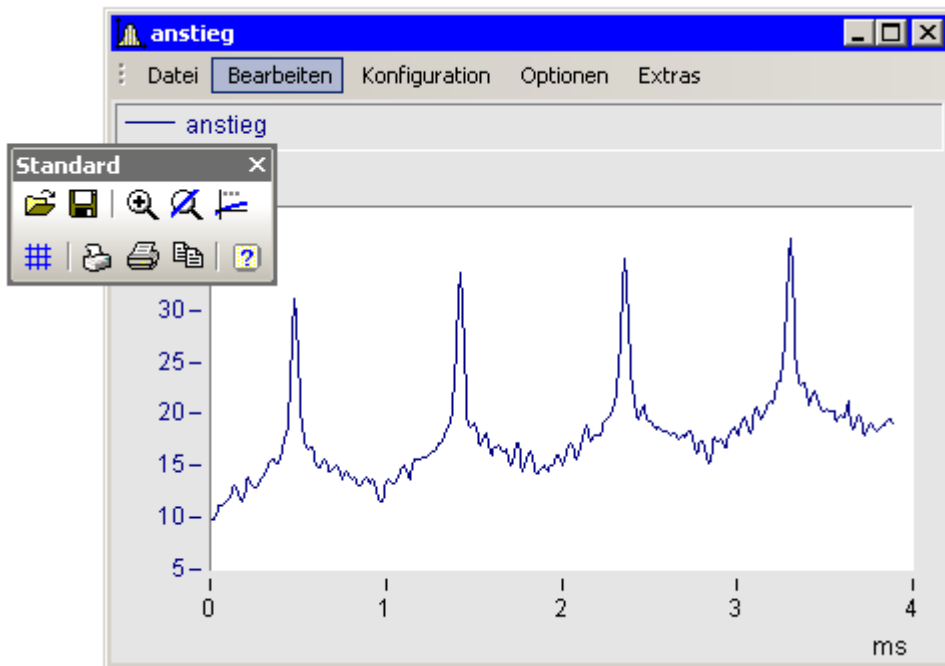 anstieg
Datei Bearbeiten Konfiguration Optionen Extras
anstieg
Standard
30
25
20
15
10
5
0 1 2 3 4
ms